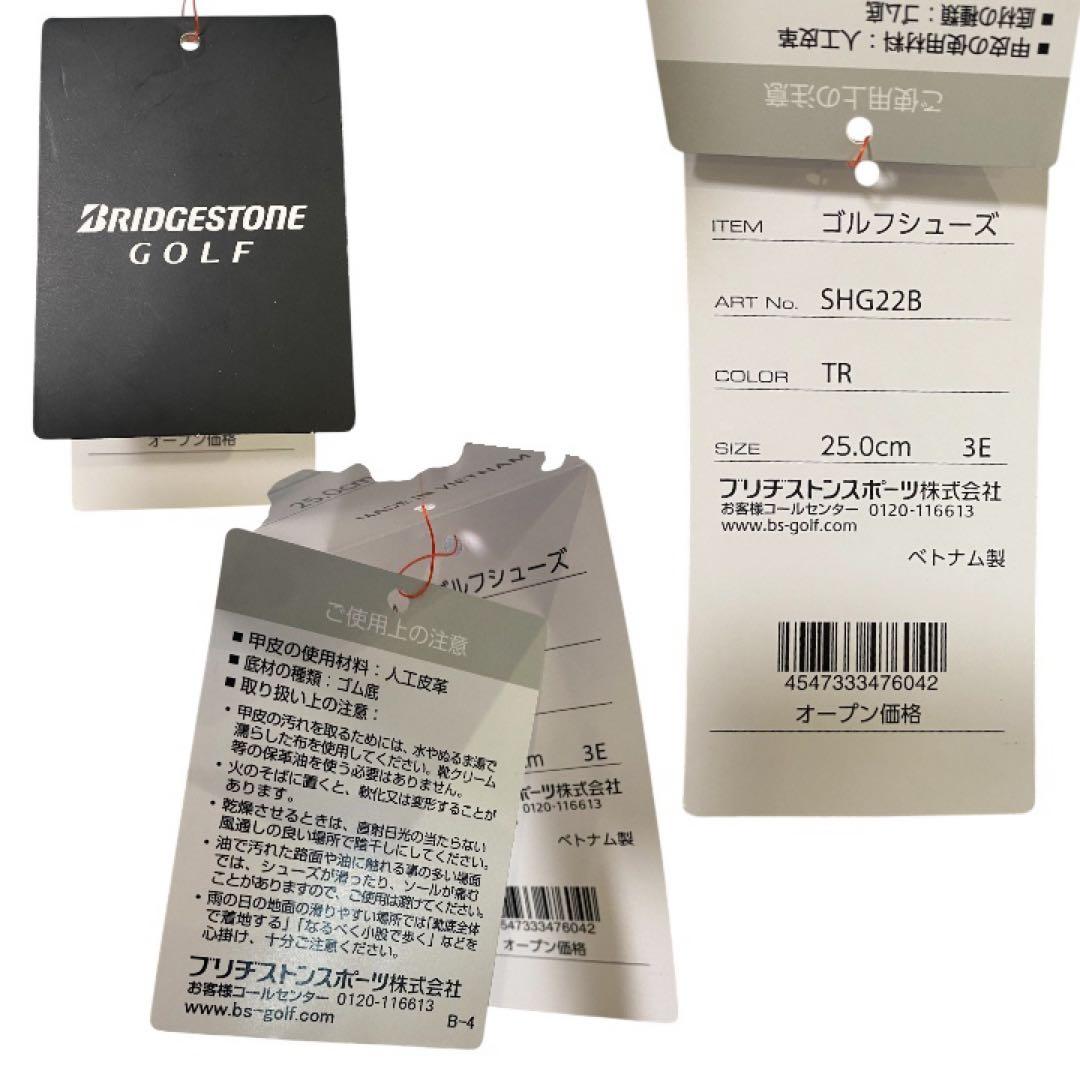 BRIDGESTONE
GOLF
オープン価格
■ 底材の種類：ゴム底
■ 甲皮の使用材料：人工皮革
ご使用上の注意
ITEM ゴルフシューズ
ART No. SHG22B
COLOR TR
SIZE 25.0cm 3E
ブリヂストンスポーツ株式会社
お客様コールセンター 0120-116613
www.bs-golf.com
ベトナム製
4547333476042
オープン価格
25.0cm
MADE IN VIETNAM
ゴルフシューズ
ご使用上の注意
■ 甲皮の使用材料：人工皮革
■ 底材の種類：ゴム底
■ 取り扱い上の注意：
・甲皮の汚れを取るためには、水やぬるま湯で
濡らした布を使用してください。靴クリーム
等の保革油を使う必要はありません。
・火のそばに置くと、軟化又は変形することが
あります。
・乾燥させるときは、直射日光の当たらない
風通しの良い場所で陰干しにしてください。
・油で汚れた路面や油に触れる事の多い場面
では、シューズが滑ったり、ソールが痛む
ことがありますので、ご使用は避けてください。
・雨の日の地面の滑りやすい場所では「靴底全体
で着地する」「なるべく小股で歩く」などを
心掛け、十分ご注意ください。
ブリヂストンスポーツ株式会社
お客様コールセンター 0120-116613
www.bs-golf.com
B-4
cm 3E
ポーツ株式会社
0120-116613
ベトナム製
547333476042
オープン価格